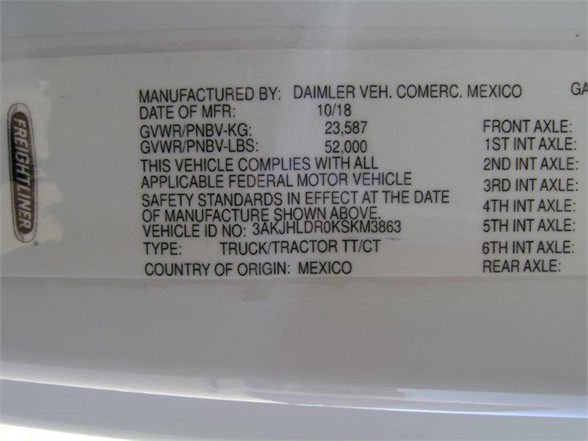 FREIGHTLINER
MANUFACTURED BY: DAIMLER VEH. COMERC. MEXICO GA
DATE OF MFR: 10/18
GVWR/PNBV-KG: 23,587
GVWR/PNBV-LBS: 52,000
THIS VEHICLE COMPLIES WITH ALL
APPLICABLE FEDERAL MOTOR VEHICLE
SAFETY STANDARDS IN EFFECT AT THE DATE
OF MANUFACTURE SHOWN ABOVE.
VEHICLE ID NO: 3AKJHLDR0KSKM3863
TYPE: TRUCK/TRACTOR TT/CT
COUNTRY OF ORIGIN: MEXICO
FRONT AXLE:
1ST INT AXLE:
2ND INT AXLE:
3RD INT AXLE:
4TH INT AXLE:
5TH INT AXLE:
6TH INT AXLE:
REAR AXLE: